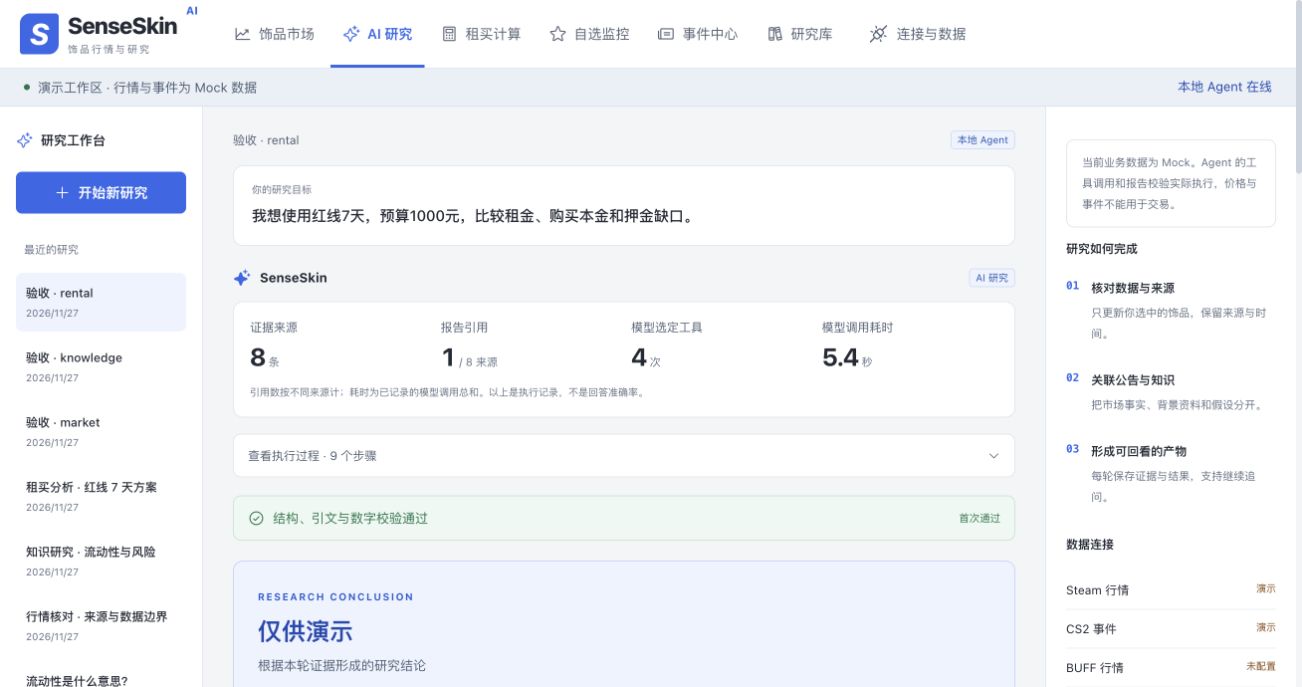 S SenseSkin AI
饰品行情与研究
饰品市场
AI 研究
租买计算
自选监控
事件中心
研究库
连接与数据
演示工作区 · 行情与事件为 Mock 数据
本地 Agent 在线
研究工作台
+ 开始新研究
最近的研究
验收 · rental
2026/11/27
验收 · knowledge
2026/11/27
验收 · market
2026/11/27
租买分析 · 红线 7 天方案
2026/11/27
知识研究 · 流动性与风险
2026/11/27
行情核对 · 来源与数据边界
2026/11/27
流动性是什么意思?
验收 · rental
本地 Agent
你的研究目标
我想使用红线7天，预算1000元，比较租金、购买本金和押金缺口。
SenseSkin
AI 研究
证据来源
8 条
报告引用
1 / 8 来源
模型选定工具
4 次
模型调用耗时
5.4 秒
引用数按不同来源计；耗时为已记录的模型调用总和。以上是执行记录，不是回答准确率。
查看执行过程 · 9 个步骤
结构、引文与数字校验通过
首次通过
RESEARCH CONCLUSION
仅供演示
根据本轮证据形成的研究结论
当前业务数据为 Mock。Agent 的工
具调用和报告校验实际执行，价格与
事件不能用于交易。
研究如何完成
01 核对数据与来源
只更新你选中的饰品，保留来源与时
间。
02 关联公告与知识
把市场事实、背景资料和假设分开。
03 形成可回看的产物
每轮保存证据与结果，支持继续追
问。
数据连接
Steam 行情 演示
CS2 事件 演示
BUFF 行情 未配置